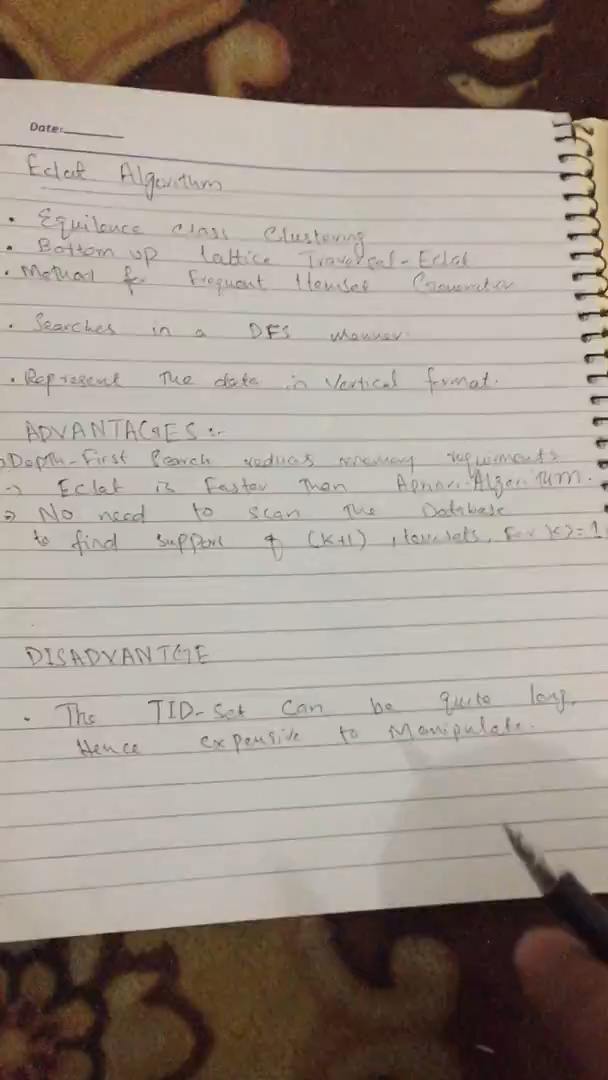 Date:
Eclat Algorithm
• Equilence class Clustering
• Bottom up lattice Traversal - Eclat
• Method for Frequent Itemset Generation
• Searches in a DFS Manner.
• Represent The data in Vertical format.
ADVANTAGES :-
Depth-First Search reduces memory requirments
→ Eclat is Faster Than Apriori Algorithm.
→ No need to scan The Database
to find support of (K+1), itemsets, For K>=1
DISADVANTGE
• The TID-Set can be quite long,
Hence expensive to Manipulate.